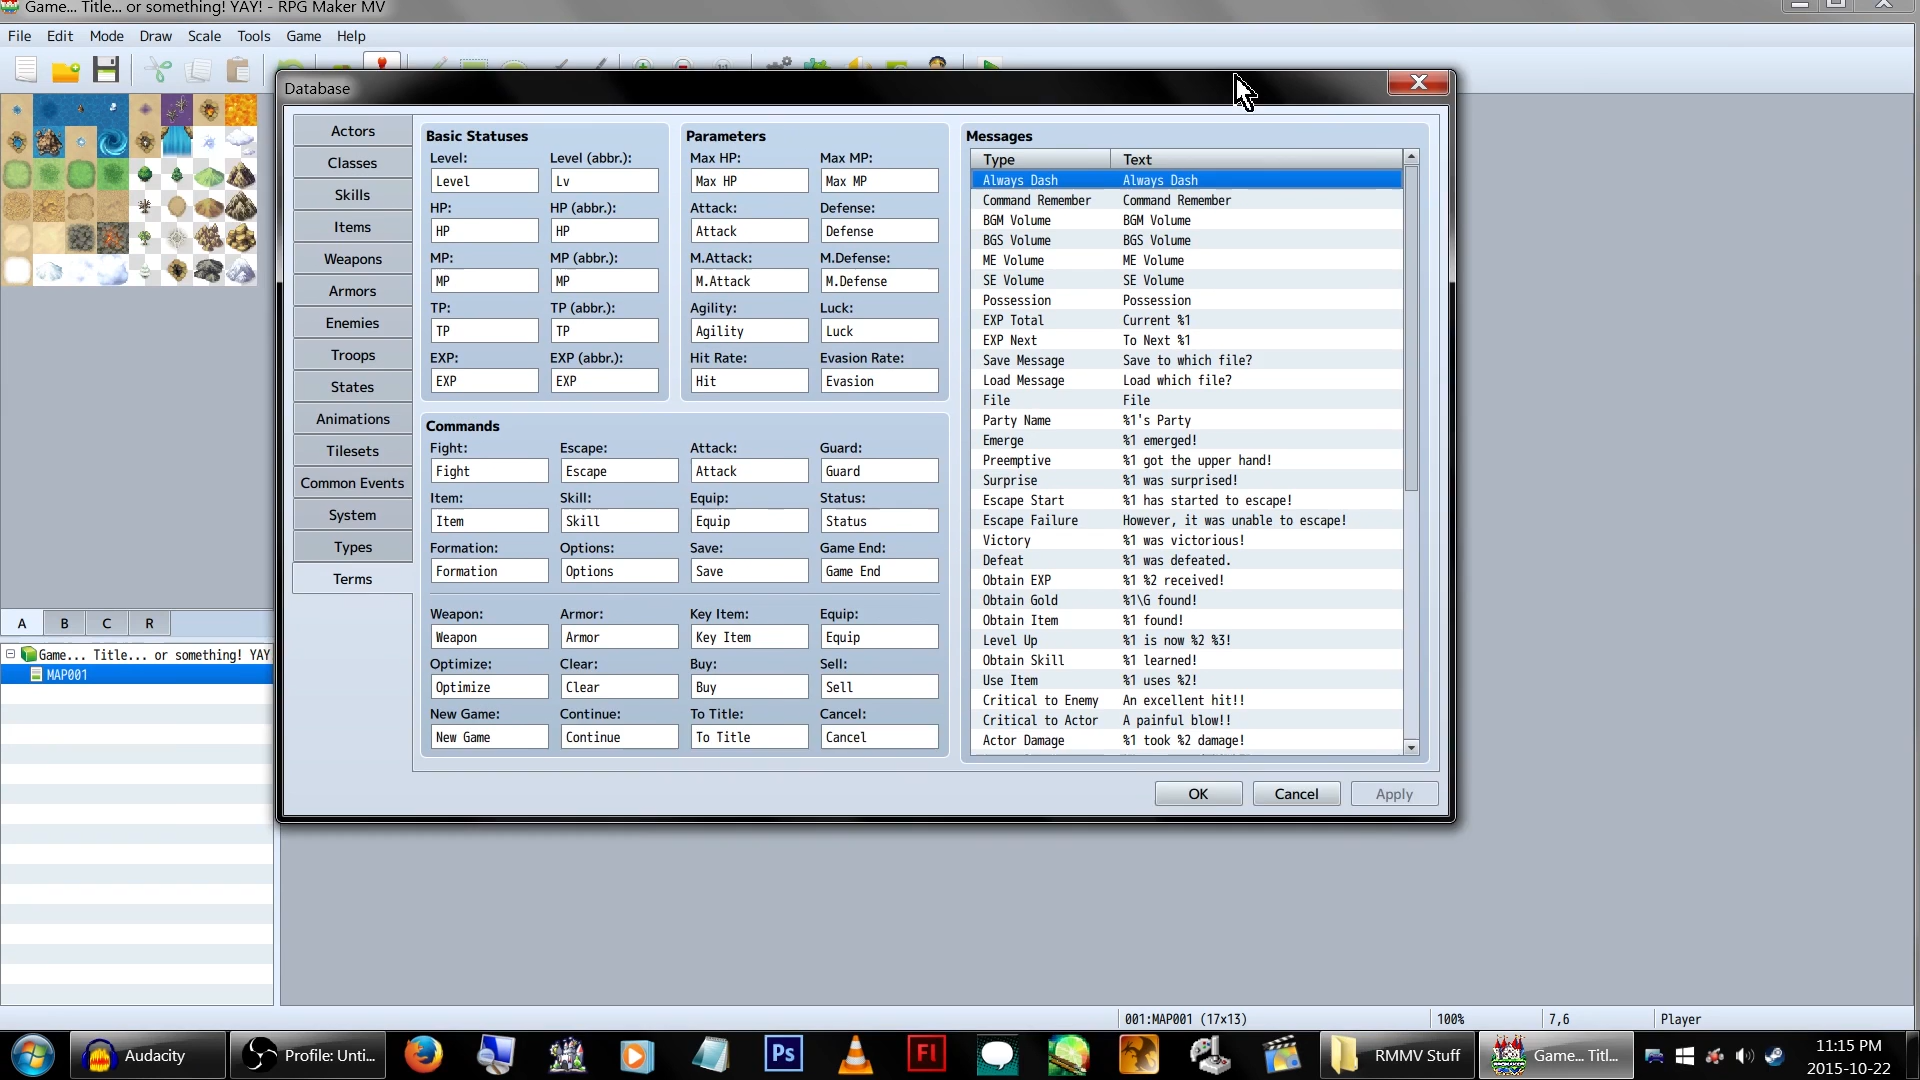 Game... Title... or something! YAY! - RPG Maker MV
File Edit Mode Draw Scale Tools Game Help
Database
Actors
Classes
Skills
Items
Weapons
Armors
Enemies
Troops
States
Animations
Tilesets
Common Events
System
Types
Terms
Basic Statuses
Level: Level (abbr.):
Level Lv
HP: HP (abbr.):
HP HP
MP: MP (abbr.):
MP MP
TP: TP (abbr.):
TP TP
EXP: EXP (abbr.):
EXP EXP
Parameters
Max HP: Max MP:
Max HP Max MP
Attack: Defense:
Attack Defense
M.Attack: M.Defense:
M.Attack M.Defense
Agility: Luck:
Agility Luck
Hit Rate: Evasion Rate:
Hit Evasion
Commands
Fight: Escape: Attack: Guard:
Fight Escape Attack Guard
Item: Skill: Equip: Status:
Item Skill Equip Status
Formation: Options: Save: Game End:
Formation Options Save Game End
Weapon: Armor: Key Item: Equip:
Weapon Armor Key Item Equip
Optimize: Clear: Buy: Sell:
Optimize Clear Buy Sell
New Game: Continue: To Title: Cancel:
New Game Continue To Title Cancel
Messages
Type Text
Always Dash Always Dash
Command Remember Command Remember
BGM Volume BGM Volume
BGS Volume BGS Volume
ME Volume ME Volume
SE Volume SE Volume
Possession Possession
EXP Total Current %1
EXP Next To Next %1
Save Message Save to which file?
Load Message Load which file?
File File
Party Name %1's Party
Emerge %1 emerged!
Preemptive %1 got the upper hand!
Surprise %1 was surprised!
Escape Start %1 has started to escape!
Escape Failure However, it was unable to escape!
Victory %1 was victorious!
Defeat %1 was defeated.
Obtain EXP %1 %2 received!
Obtain Gold %1\G found!
Obtain Item %1 found!
Level Up %1 is now %2 %3!
Obtain Skill %1 learned!
Use Item %1 uses %2!
Critical to Enemy An excellent hit!!
Critical to Actor A painful blow!!
Actor Damage %1 took %2 damage!
OK Cancel Apply
A B C R
Game... Title... or something! YAY
MAP001
001:MAP001 (17x13) 100% 7,6 Player
Audacity Profile: Unti... Ps Fl RMMV Stuff Game... Titl...
11:15 PM
2015-10-22